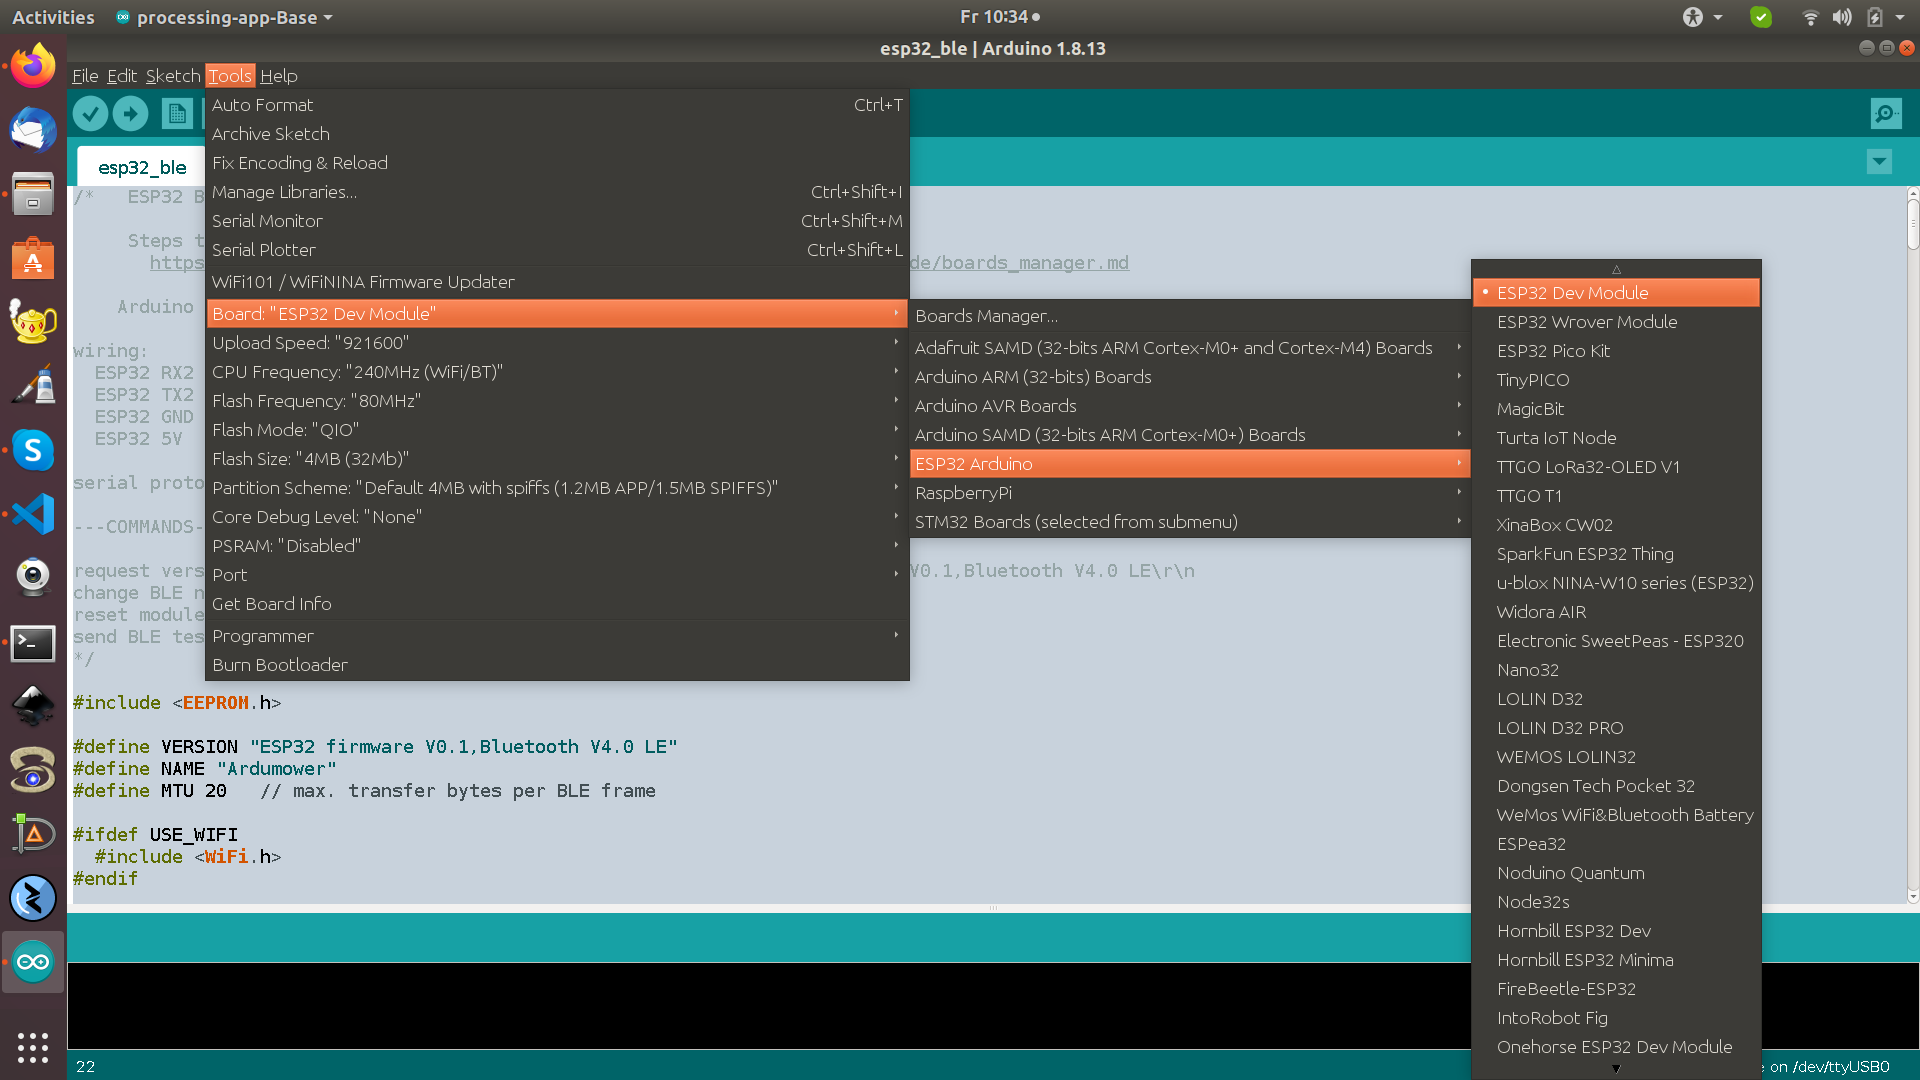 Activities processing-app-Base Fr 10:34
esp32_ble | Arduino 1.8.13
File Edit Sketch Tools Help
Auto Format Ctrl+T
Archive Sketch
Fix Encoding & Reload
Manage Libraries... Ctrl+Shift+I
Serial Monitor Ctrl+Shift+M
Serial Plotter Ctrl+Shift+L
WiFi101 / WiFiNINA Firmware Updater
Board: "ESP32 Dev Module"
Upload Speed: "921600"
CPU Frequency: "240MHz (WiFi/BT)"
Flash Frequency: "80MHz"
Flash Mode: "QIO"
Flash Size: "4MB (32Mb)"
Partition Scheme: "Default 4MB with spiffs (1.2MB APP/1.5MB SPIFFS)"
Core Debug Level: "None"
PSRAM: "Disabled"
Port
Get Board Info
Programmer
Burn Bootloader
Boards Manager...
Adafruit SAMD (32-bits ARM Cortex-M0+ and Cortex-M4) Boards
Arduino ARM (32-bits) Boards
Arduino AVR Boards
Arduino SAMD (32-bits ARM Cortex-M0+) Boards
ESP32 Arduino
RaspberryPi
STM32 Boards (selected from submenu)
ESP32 Dev Module
ESP32 Wrover Module
ESP32 Pico Kit
TinyPICO
MagicBit
Turta IoT Node
TTGO LoRa32-OLED V1
TTGO T1
XinaBox CW02
SparkFun ESP32 Thing
u-blox NINA-W10 series (ESP32)
Widora AIR
Electronic SweetPeas - ESP320
Nano32
LOLIN D32
LOLIN D32 PRO
WEMOS LOLIN32
Dongsen Tech Pocket 32
WeMos WiFi&Bluetooth Battery
ESPea32
Noduino Quantum
Node32s
Hornbill ESP32 Dev
Hornbill ESP32 Minima
FireBeetle-ESP32
IntoRobot Fig
Onehorse ESP32 Dev Module
esp32_ble
/* ESP32 B
Steps t
https de/boards_manager.md
Arduino
wiring:
ESP32 RX2
ESP32 TX2
ESP32 GND
ESP32 5V
serial proto
---COMMANDS-
request vers V0.1,Bluetooth V4.0 LE\r\n
change BLE n
reset module
send BLE tes
*/
#include <EEPROM.h>
#define VERSION "ESP32 firmware V0.1,Bluetooth V4.0 LE"
#define NAME "Ardumower"
#define MTU 20 // max. transfer bytes per BLE frame
#ifdef USE_WIFI
#include <WiFi.h>
#endif
22 on /dev/ttyUSB0